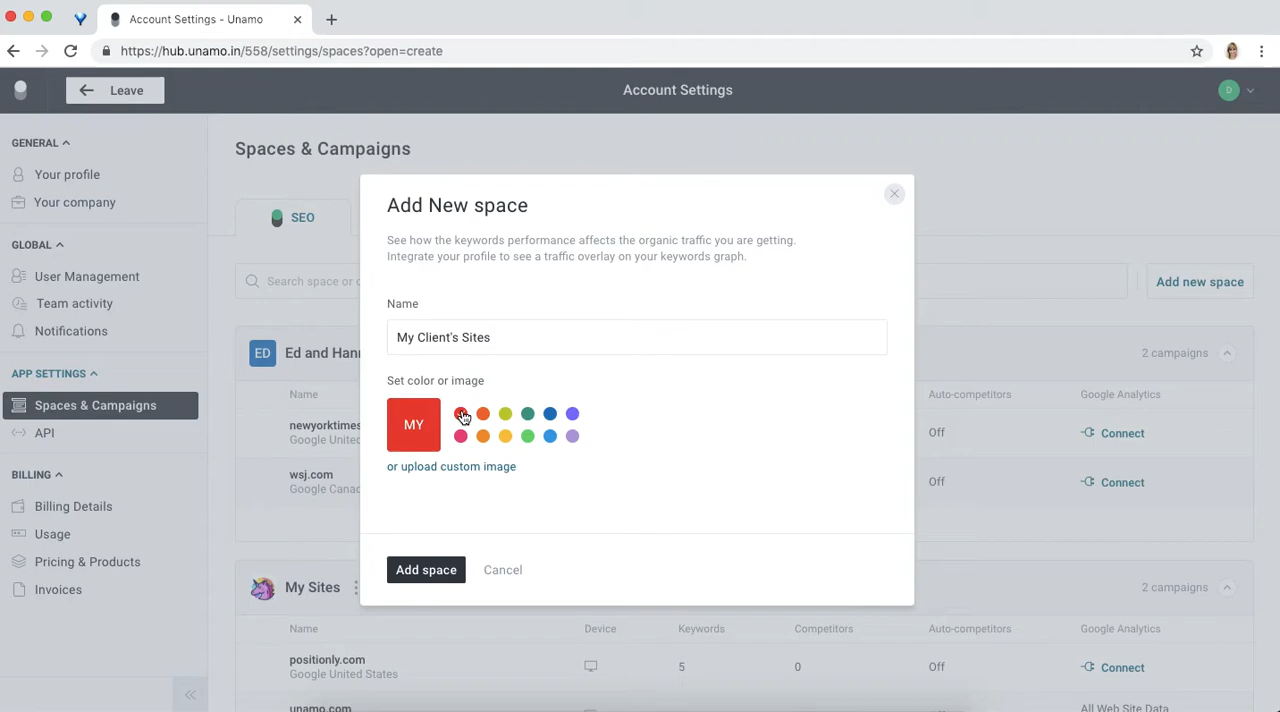 Account Settings - Unamo
https://hub.unamo.in/558/settings/spaces?open=create
Leave
Account Settings
D
GENERAL
Your profile
Your company
GLOBAL
User Management
Team activity
Notifications
APP SETTINGS
Spaces & Campaigns
API
BILLING
Billing Details
Usage
Pricing & Products
Invoices
Spaces & Campaigns
SEO
Search space or
Add new space
ED
Ed and
2 campaigns
Name
Auto-competitors
Google Analytics
newyorktimes
Google United
Off
Connect
wsj.com
Google Canad
Off
Connect
My Sites
2 campaigns
Name
Device
Keywords
Competitors
Auto-competitors
Google Analytics
positionly.com
Google United States
5
0
Off
Connect
unamo.com
All Web Site Data
Add New space
See how the keywords performance affects the organic traffic you are getting.
Integrate your profile to see a traffic overlay on your keywords graph.
Name
My Client's Sites
Set color or image
MY
or upload custom image
Add space
Cancel